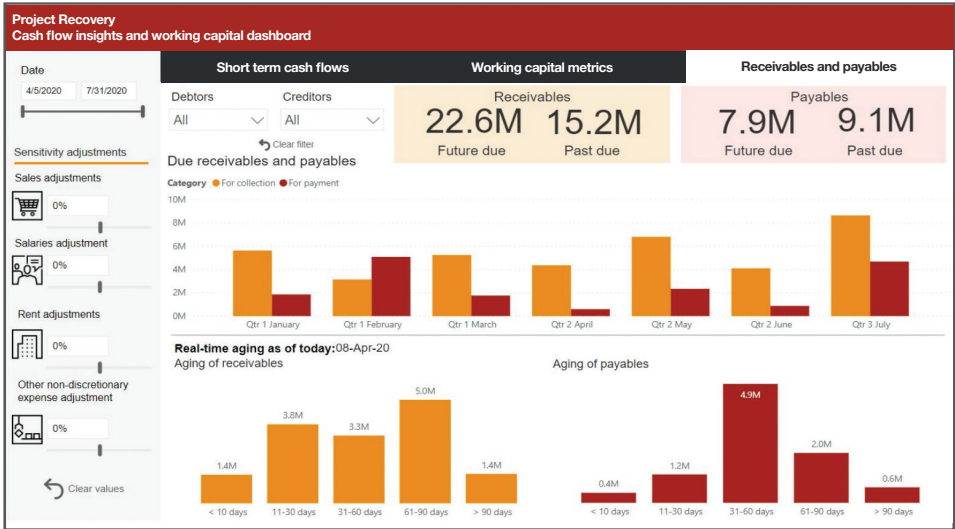 Project Recovery
Cash flow insights and working capital dashboard
Date
4/5/2020 7/31/2020
Sensitivity adjustments
Sales adjustments
0%
Salaries adjustment
0%
Rent adjustments
0%
Other non-discretionary
expense adjustment
0%
Clear values
Short term cash flows Working capital metrics Receivables and payables
Debtors Creditors
All All
Clear filter
Receivables
22.6M 15.2M
Future due Past due
Payables
7.9M 9.1M
Future due Past due
Due receivables and payables
Category For collection For payment
10M
8M
6M
4M
2M
0M
Qtr 1 January Qtr 1 February Qtr 1 March Qtr 2 April Qtr 2 May Qtr 2 June Qtr 3 July
Real-time aging as of today:08-Apr-20
Aging of receivables
1.4M 3.8M 3.3M 5.0M 1.4M
< 10 days 11-30 days 31-60 days 61-90 days > 90 days
Aging of payables
0.4M 1.2M 4.9M 2.0M 0.6M
< 10 days 11-30 days 31-60 days 61-90 days > 90 days